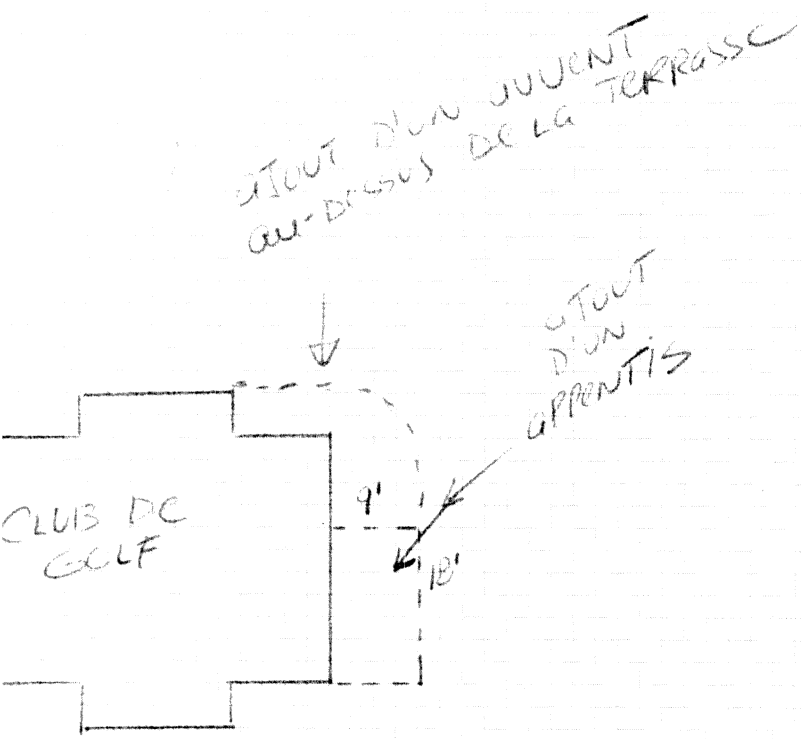 AJOUT D'UN AUVENT
AU-DESSUS DE LA TERRASSE
AJOUT
D'UN
APPENTIS
9'
CLUB DE
GOLF
18'